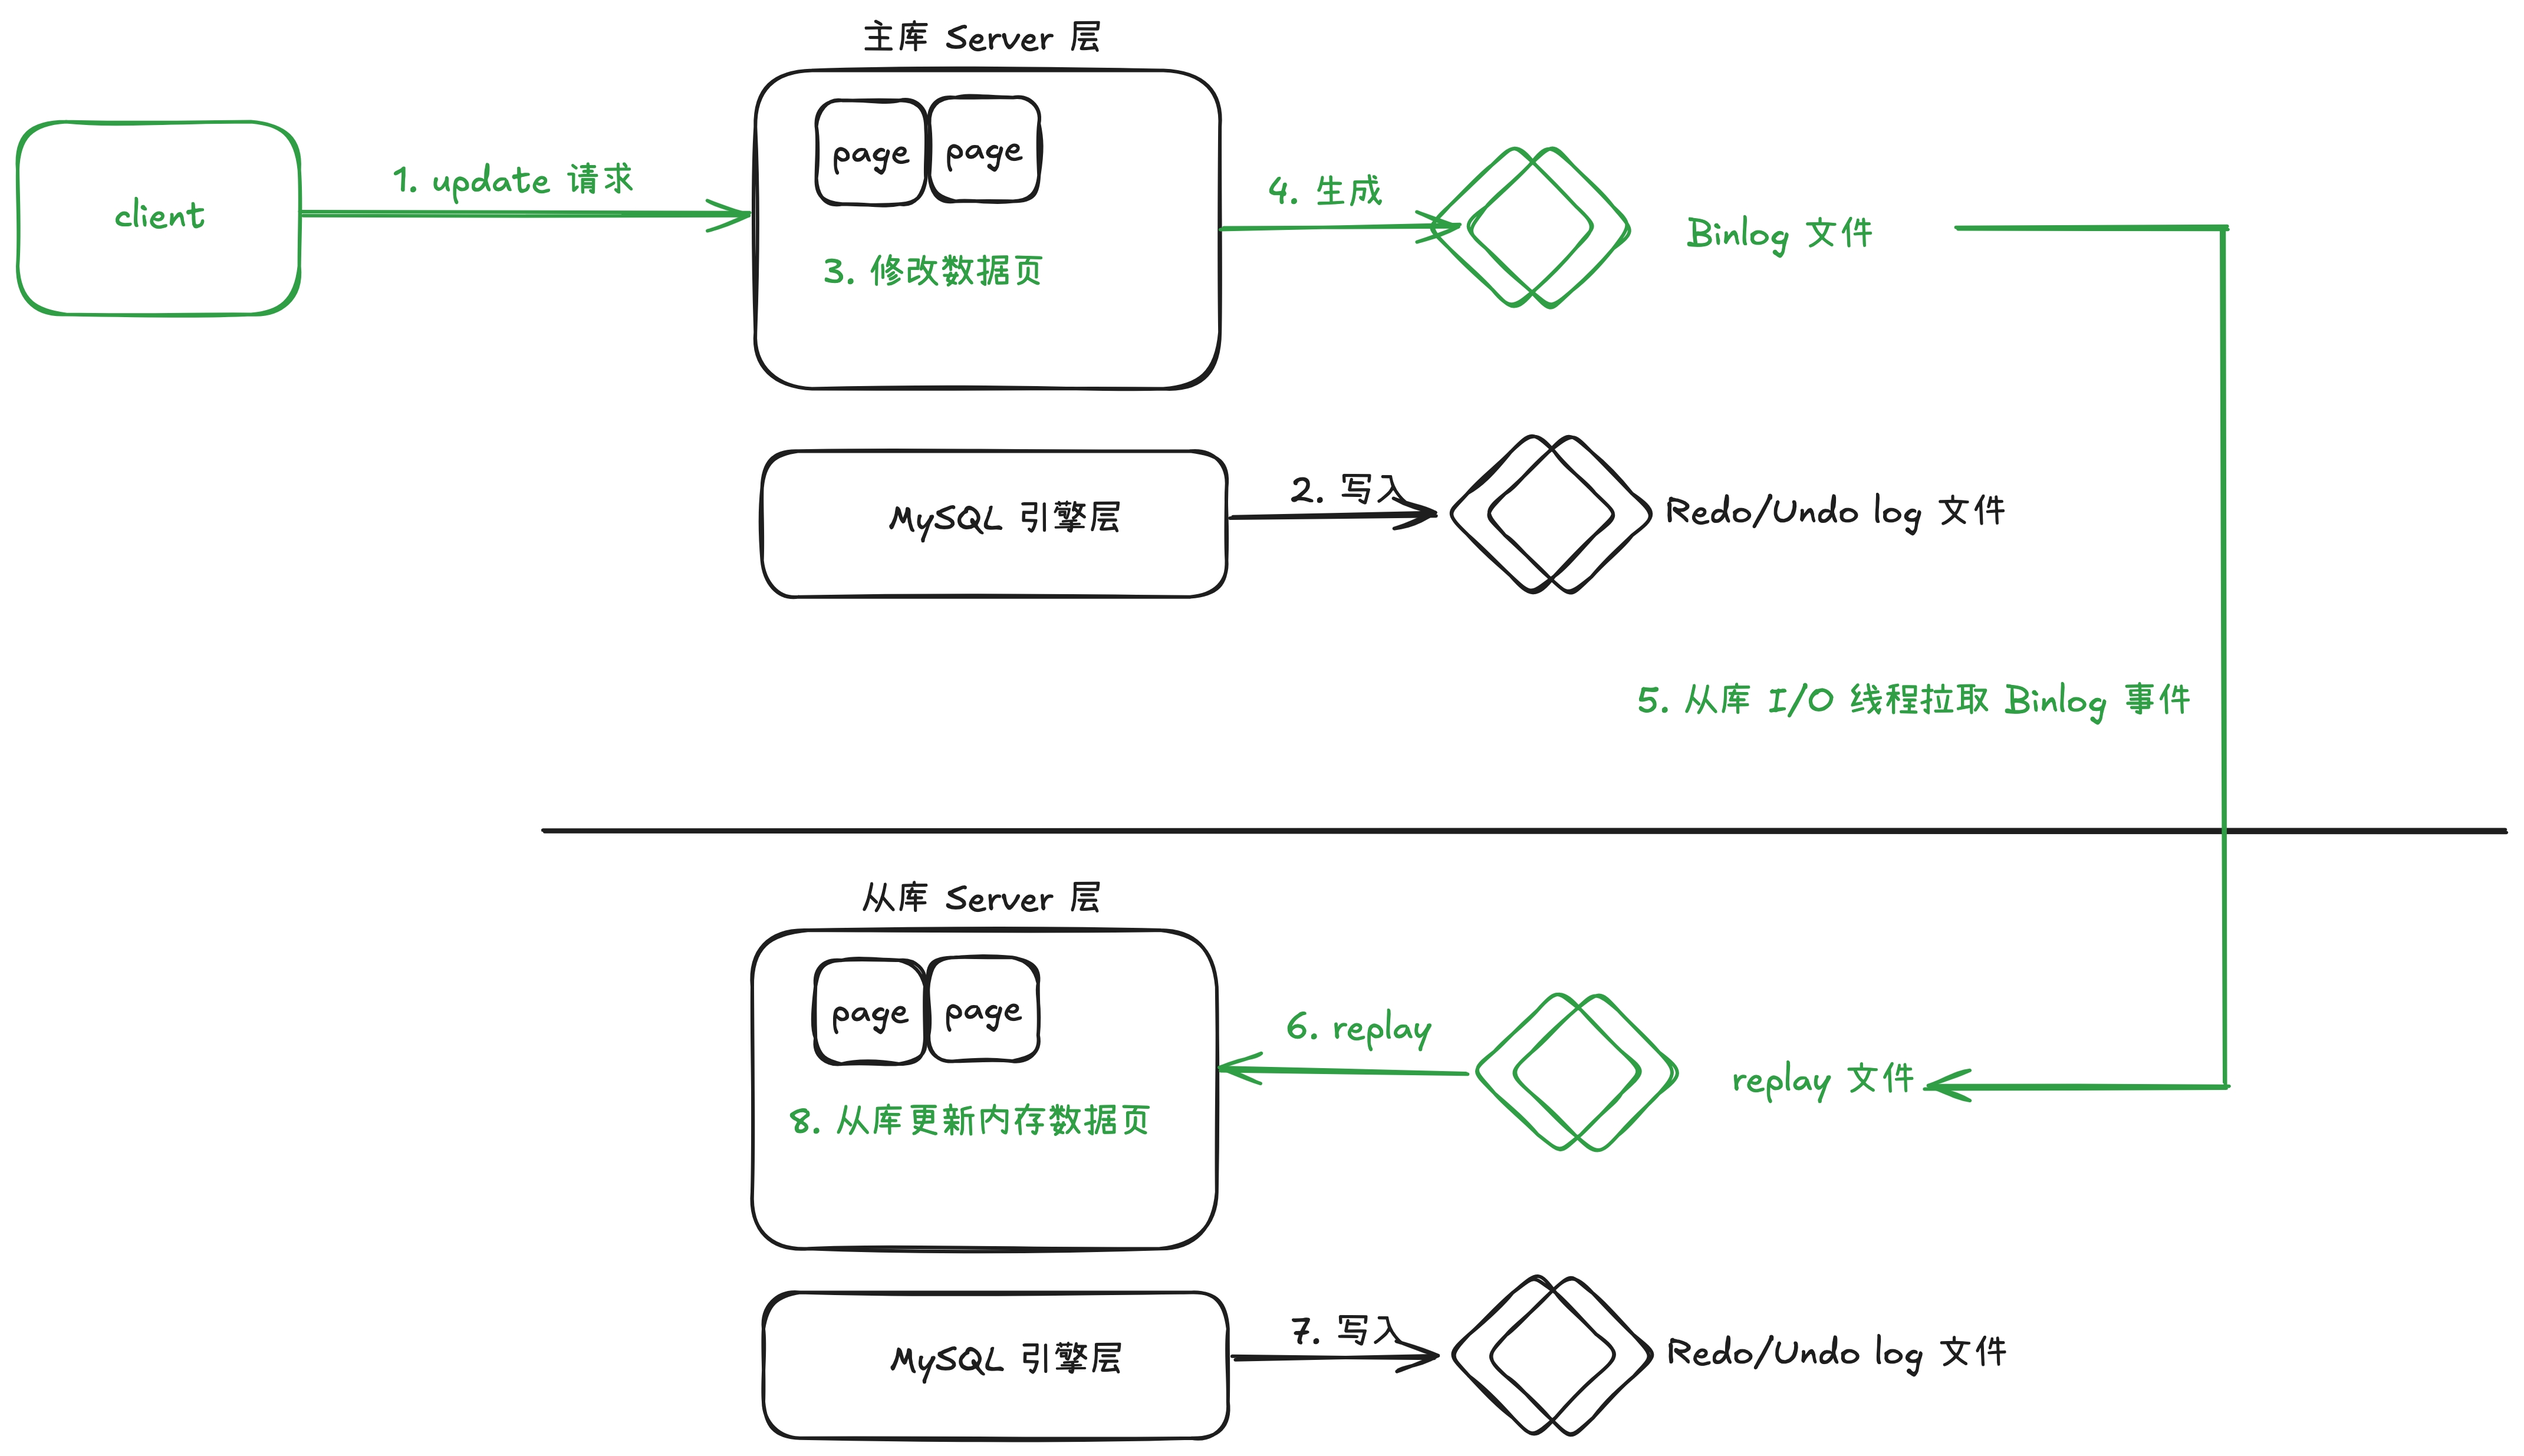 主库 Server 层
client
1. update 请求
page
page
3. 修改数据页
4. 生成
Binlog 文件
MySQL 引擎层
2. 写入
Redo/Undo log 文件
5. 从库 I/O 线程拉取 Binlog 事件
从库 Server 层
page
page
8. 从库 更新内存数据页
6. replay
replay 文件
MySQL 引擎层
7. 写入
Redo/Undo log 文件